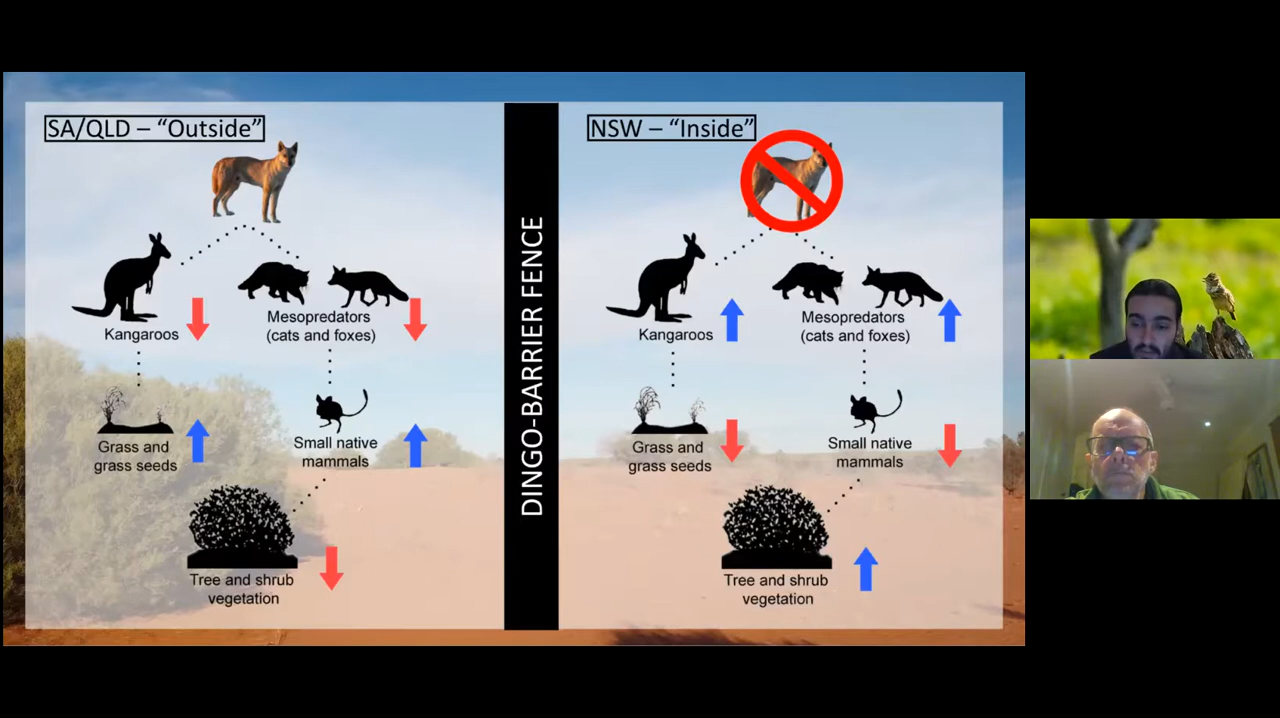 SA/QLD – “Outside”
Kangaroos
Mesopredators
(cats and foxes)
Grass and
grass seeds
Small native
mammals
Tree and shrub
vegetation
DINGO-BARRIER FENCE
NSW – “Inside”
Kangaroos
Mesopredators
(cats and foxes)
Grass and
grass seeds
Small native
mammals
Tree and shrub
vegetation